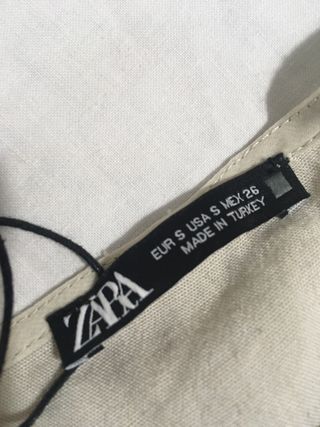 ZARA
EUR S USA S MEX 26
MADE IN TURKEY